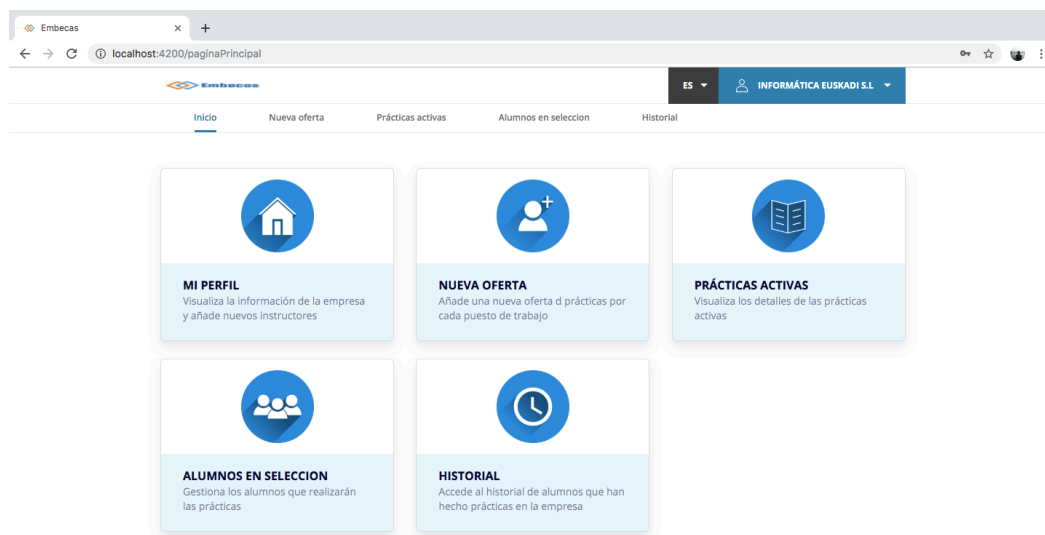 Embecas
localhost:4200/paginaPrincipal
Embecas
ES
INFORMÁTICA EUSKADI S.L
Inicio
Nueva oferta
Prácticas activas
Alumnos en seleccion
Historial
MI PERFIL
Visualiza la información de la empresa
y añade nuevos instructores
NUEVA OFERTA
Añade una nueva oferta d prácticas por
cada puesto de trabajo
PRÁCTICAS ACTIVAS
Visualiza los detalles de las prácticas
activas
ALUMNOS EN SELECCION
Gestiona los alumnos que realizarán
las prácticas
HISTORIAL
Accede al historial de alumnos que han
hecho prácticas en la empresa